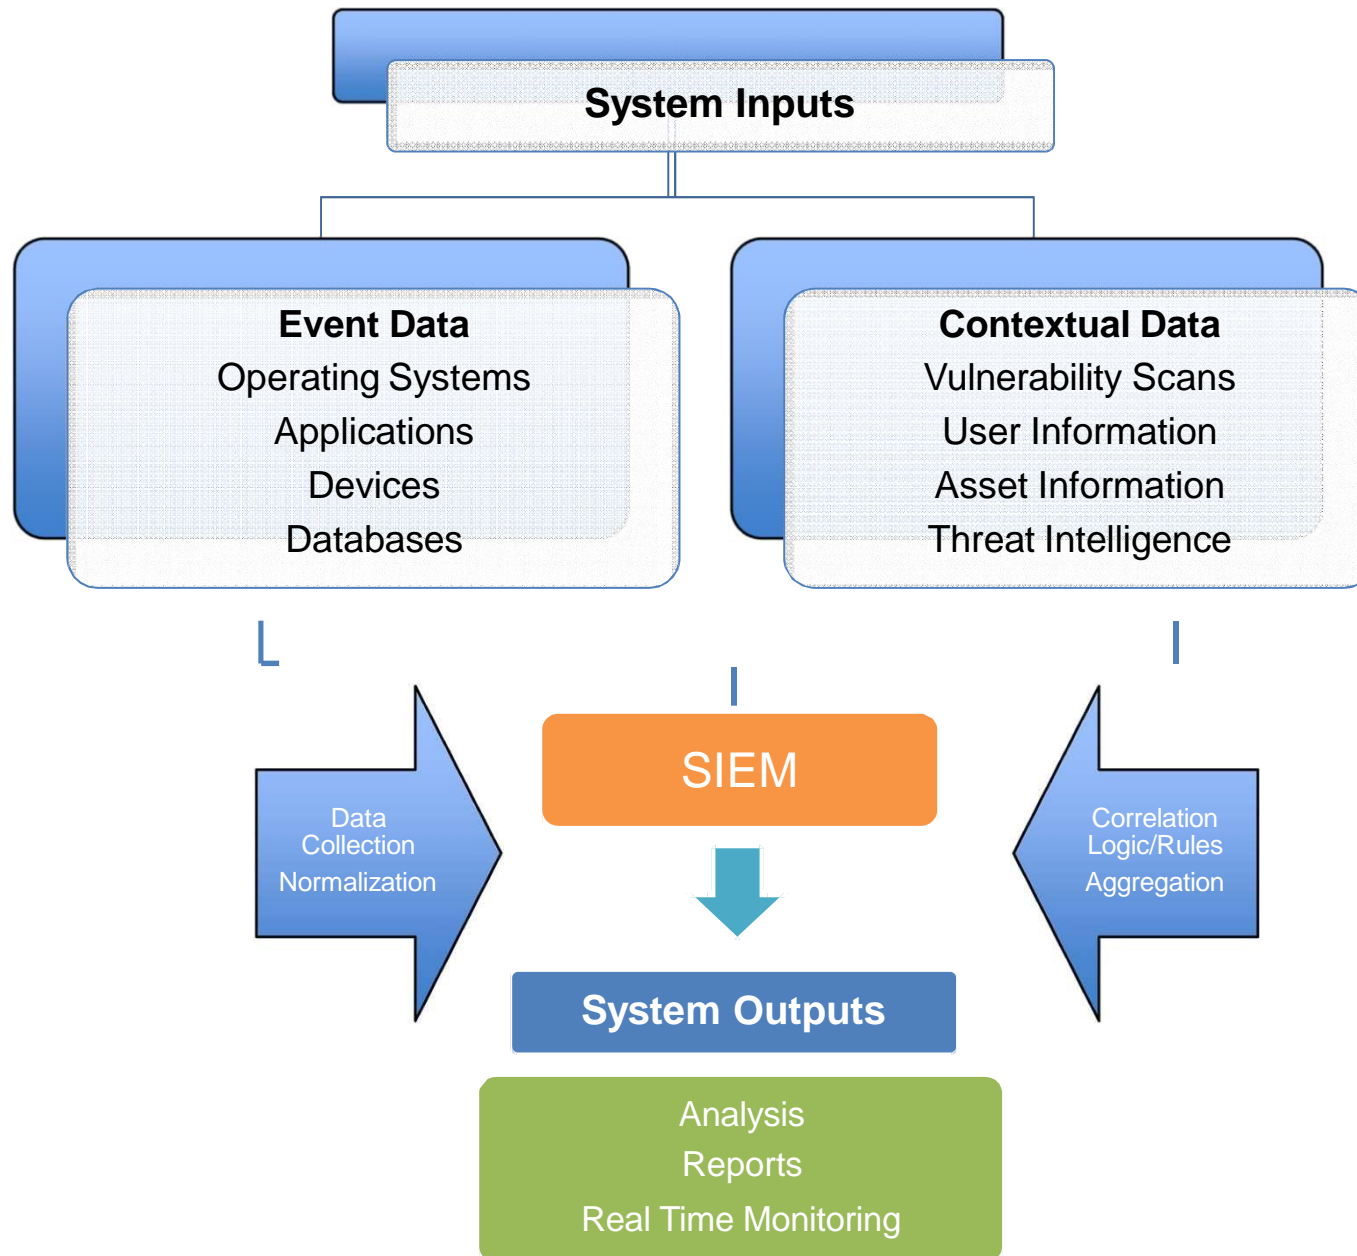 System Inputs
Event Data
Operating Systems
Applications
Devices
Databases
Contextual Data
Vulnerability Scans
User Information
Asset Information
Threat Intelligence
Data
Collection
Normalization
SIEM
Correlation
Logic/Rules
Aggregation
System Outputs
Analysis
Reports
Real Time Monitoring